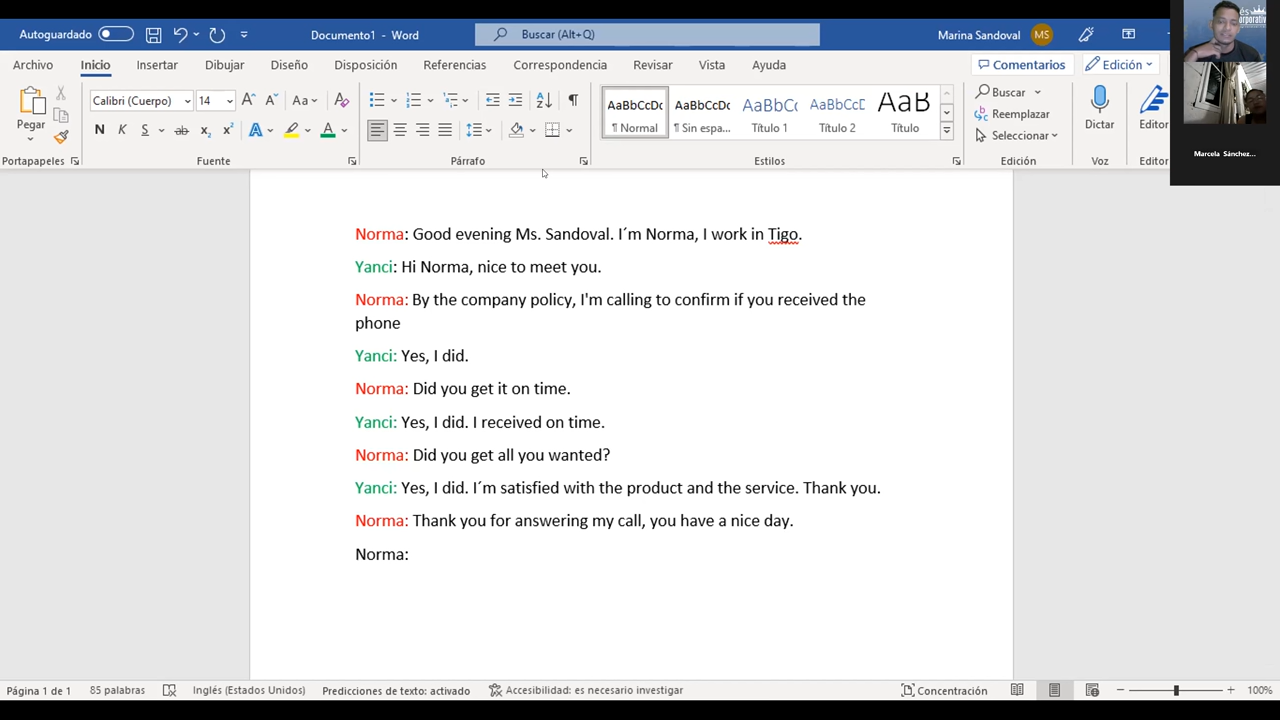 Autoguardado
Documento1 - Word
Buscar (Alt+Q)
Marina Sandoval
MS
Archivo
Inicio
Insertar
Dibujar
Diseño
Disposición
Referencias
Correspondencia
Revisar
Vista
Ayuda
Comentarios
Edición
Pegar
Portapapeles
Calibri (Cuerpo)
14
N K S ab x₂ x²
Fuente
Párrafo
AaBbCcDc
¶ Normal
AaBbCcDc
¶ Sin espa...
AaBbCc
Título 1
AaBbCcD
Título 2
AaB
Título
Estilos
Buscar
Reemplazar
Seleccionar
Edición
Dictar
Voz
Editor
Editor
Marcela Sánchez...
Norma: Good evening Ms. Sandoval. I´m Norma, I work in Tigo.
Yanci: Hi Norma, nice to meet you.
Norma: By the company policy, I'm calling to confirm if you received the
phone
Yanci: Yes, I did.
Norma: Did you get it on time.
Yanci: Yes, I did. I received on time.
Norma: Did you get all you wanted?
Yanci: Yes, I did. I´m satisfied with the product and the service. Thank you.
Norma: Thank you for answering my call, you have a nice day.
Norma:
Página 1 de 1
85 palabras
Inglés (Estados Unidos)
Predicciones de texto: activado
Accesibilidad: es necesario investigar
Concentración
100%